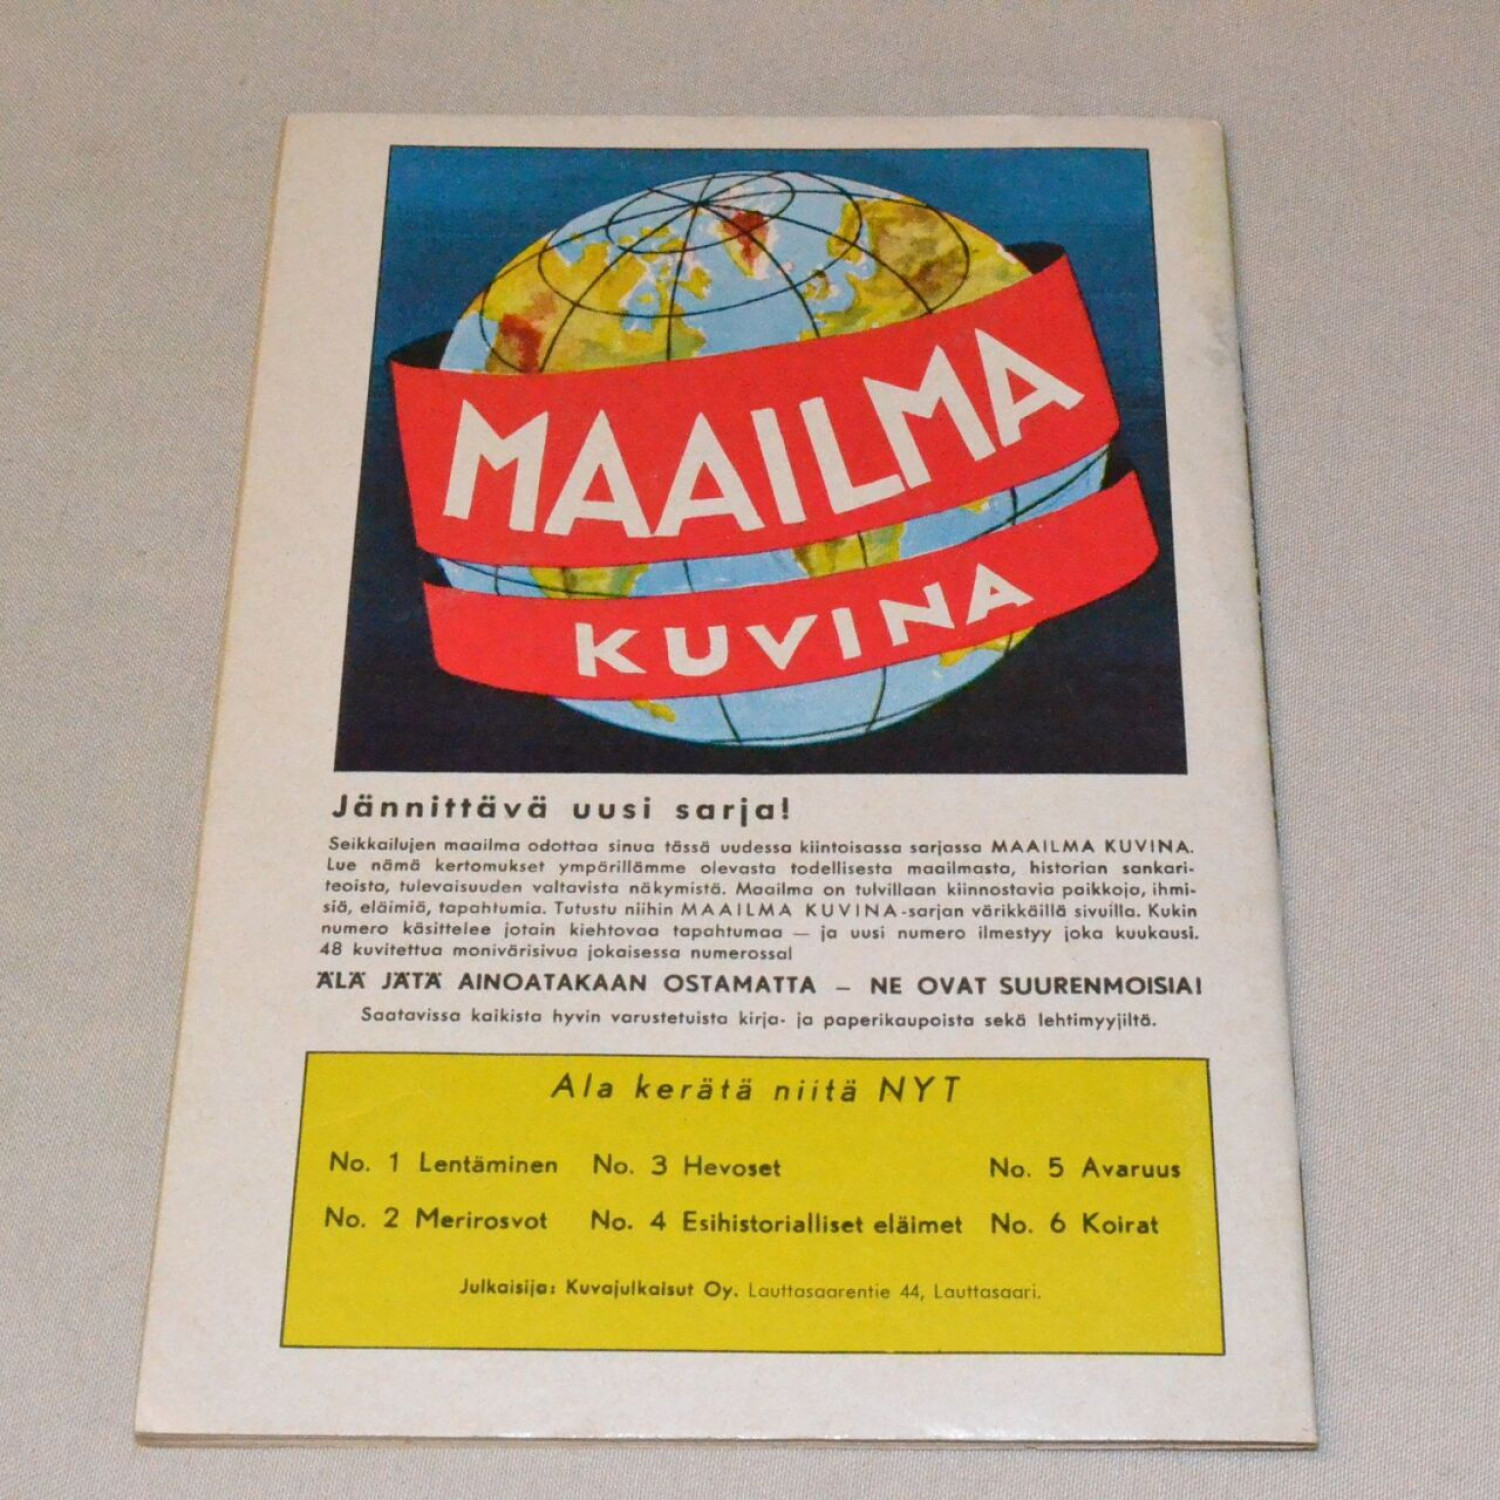 MAAILMA
KUVINA
Jännittävä uusi sarja!
Seikkailujen maailma odottaa sinua tässä uudessa kiintoisassa sarjassa MAAILMA KUVINA.
Lue nämä kertomukset ympärillämme olevasta todellisesta maailmasta, historian sankari-
teoista, tulevaisuuden valtavista näkymistä. Maailma on tulvillaan kiinnostavia paikkoja, ihmi-
siä, eläimiä, tapahtumia. Tutustu niihin MAAILMA KUVINA-sarjan värikkäillä sivuilla. Kukin
numero käsittelee jotain kiehtovaa tapahtumaa — ja uusi numero ilmestyy joka kuukausi.
48 kuvitettua monivärisivua jokaisessa numerossa!
ÄLÄ JÄTÄ AINOATAKAAN OSTAMATTA – NE OVAT SUURENMOISIA!
Saatavissa kaikista hyvin varustetuista kirja- ja paperikaupoista sekä lehtimyyjiltä.
Ala kerätä niitä NYT
No. 1 Lentäminen No. 3 Hevoset No. 5 Avaruus
No. 2 Merirosvot No. 4 Esihistorialliset eläimet No. 6 Koirat
Julkaisija: Kuvajulkaisut Oy. Lauttasaarentie 44, Lauttasaari.